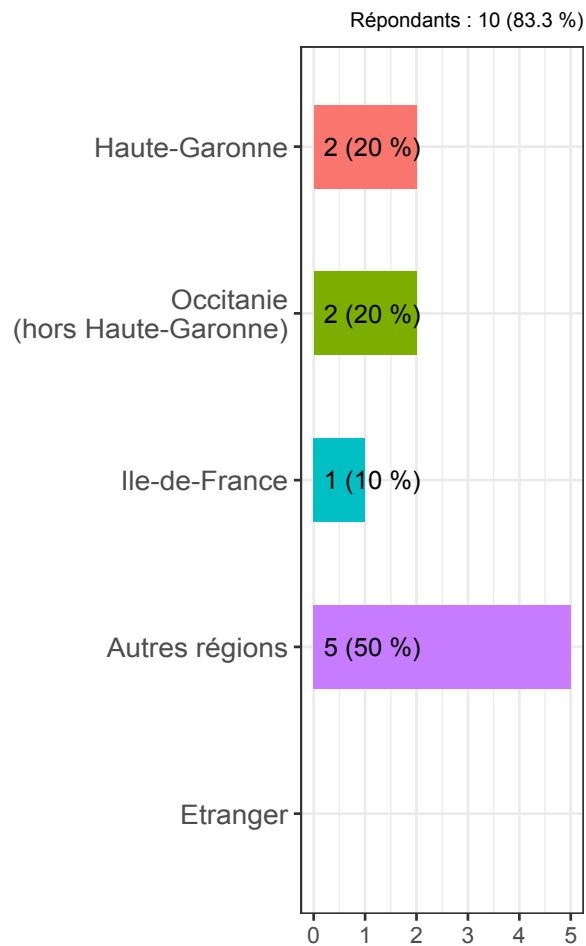 Répondants : 10 (83.3 %)
Haute-Garonne
2 (20 %)
Occitanie
(hors Haute-Garonne)
2 (20 %)
Ile-de-France
1 (10 %)
Autres régions
5 (50 %)
Etranger
0 1 2 3 4 5